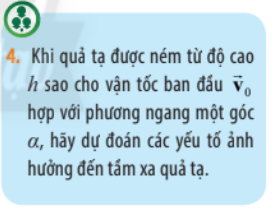 4. Khi quả tạ được ném từ độ cao
h sao cho vận tốc ban đầu v⃗₀
hợp với phương ngang một góc
α, hãy dự đoán các yếu tố ảnh
hưởng đến tầm xa quả tạ.